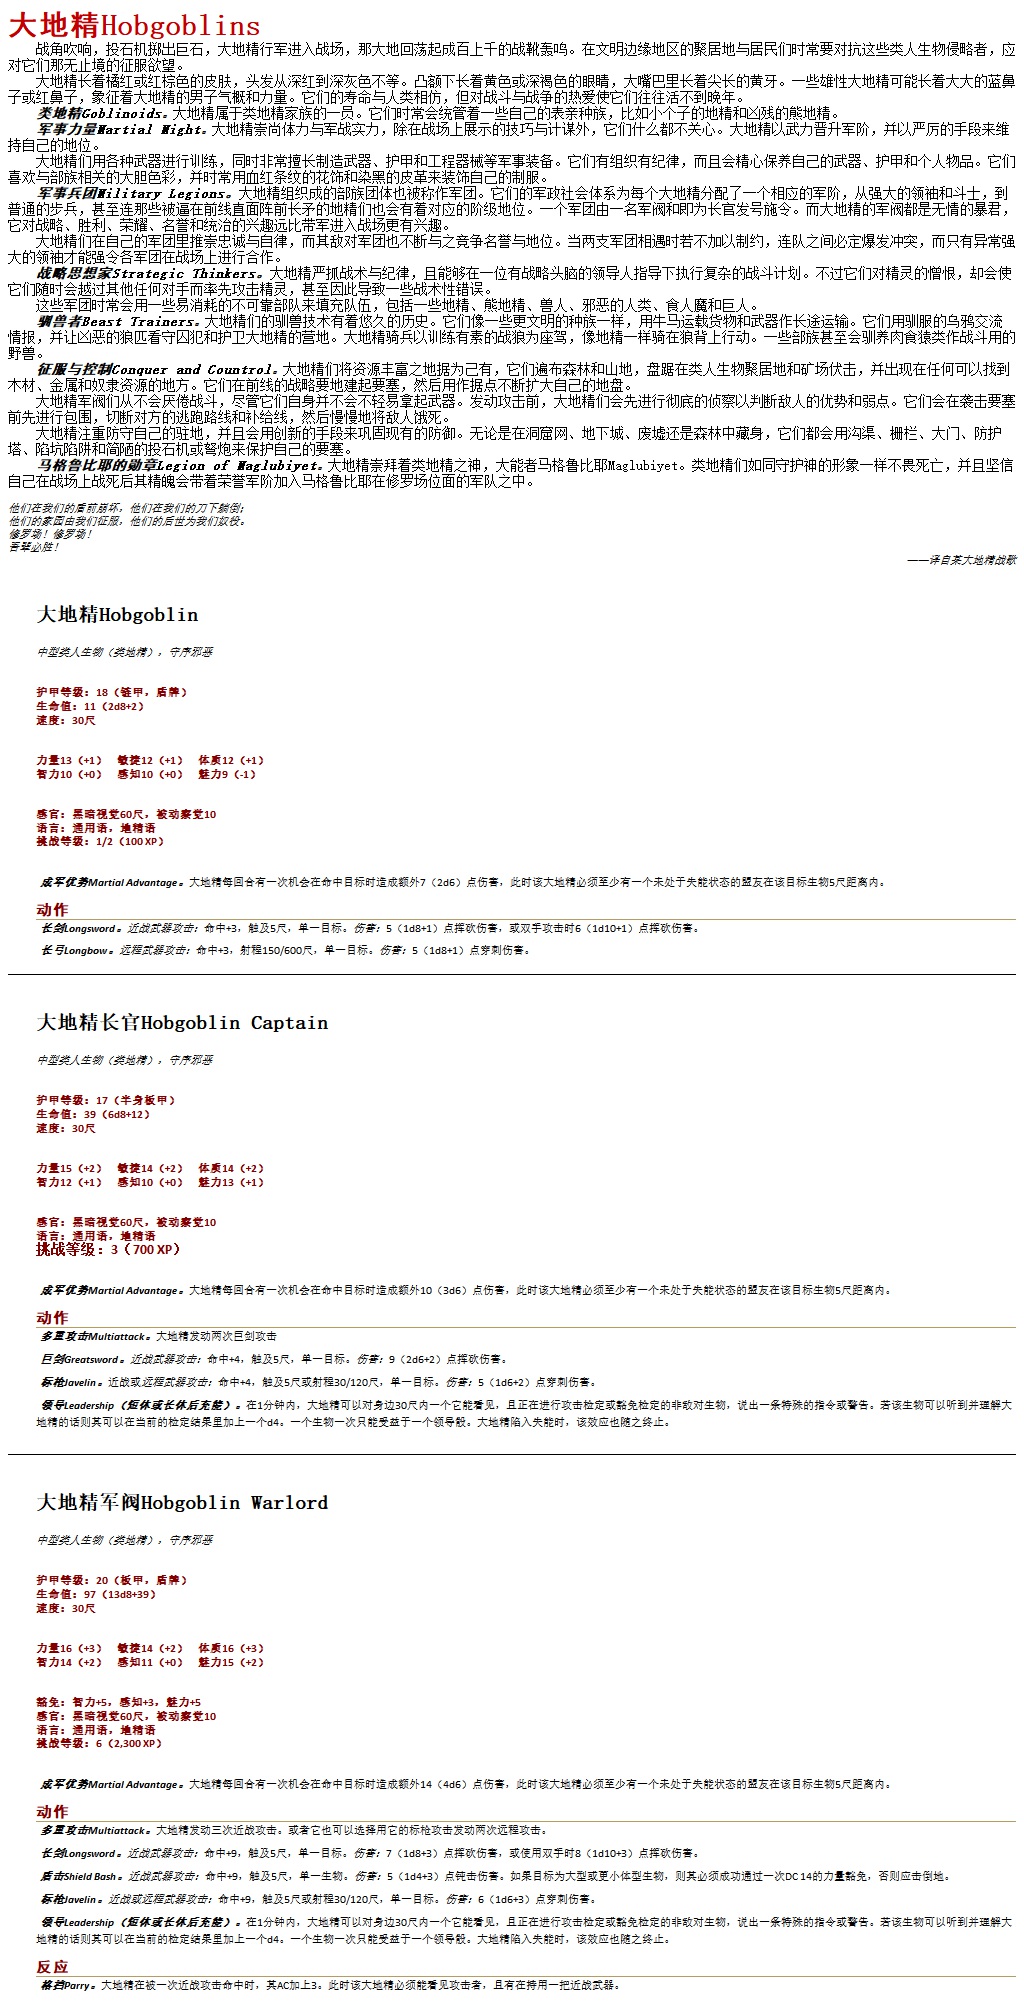 大地精Hobgoblins
战角吹响，投石机掷出巨石，大地精行军进入战场，那大地回荡起成百上千的战靴轰鸣。在文明边缘地区的聚居地与居民们时常要对抗这些类人生物侵略者，应
对它们无止境的征服欲望。
大地精长着橘红或红棕色的皮肤，头发从深红到深灰色不等。凸额下长着黄色或深褐色的眼睛，大嘴巴里长着尖长的黄牙。一些雄性大地精可能长着大大的蓝鼻
子或红鼻子，象征着大地精的男子气概和力量。它们的寿命与人类相仿，但对战斗与战争的热爱使它们往往活不到晚年。
类地精Goblinoids。大地精属于类地精家族的一员。它们时常会统管着一些自己的表亲种族，比如小个子的地精和凶残的熊地精。
军事力量Martial Might。大地精崇尚体力与军战实力，除在战场上展示的技巧与计谋外，它们什么都不关心。大地精以武力晋升军阶，并以严厉的手段来维
持自己的地位。
大地精们用各种武器进行训练，同时非常擅长制造武器、护甲和工程器械等军事装备。它们有组织有纪律，而且会精心保养自己的武器、护甲和个人物品。它们
喜欢与部族相关的大胆色彩，并时常用血红条纹的花饰和染黑的皮革来装饰自己的制服。
军事兵团Military Legions。大地精组织成的部族团体也被称作军团。它们的军政社会体系为每个大地精分配了一个相应的军阶，从强大的领袖和斗士，到
普通的步兵，甚至连那些被逼在前线直面阵前长矛的地精们也会有着对应的阶级地位。一个军团由一名军阀和即为长官发号施令。而大地精的军阀都是无情的暴君，
它对战略、胜利、荣耀、名誉和统治的兴趣远比带军进入战场更有兴趣。
大地精们在自己的军团里推崇忠诚与自律，而其敌对军团也不断与之竞争名誉与地位。当两支军团相遇时若不加以制约，连队之间必定爆发冲突，而只有异常强
大的领袖才能强令各军团在战场上进行合作。
战略思想家Strategic Thinkers。大地精严抓战术与纪律，且能够在一位有战略头脑的领导人指导下执行复杂的战斗计划。不过它们对精灵的憎恨，却会使
它们随时会越过其他任何对手而率先攻击精灵，甚至因此导致一些战术性错误。
这些军团时常会用一些易消耗的不可靠部队来填充队伍，包括一些地精、熊地精、兽人、邪恶的人类、食人魔和巨人。
驯兽者Beast Trainers。大地精们的驯兽技术有着悠久的历史。它们像一些更文明的种族一样，用牛马运载货物和武器作长途运输。它们用驯服的乌鸦交流
情报，并让凶恶的狼匹看守囚犯和护卫大地精的营地。大地精骑兵以训练有素的战狼为座驾，像地精一样骑在狼背上行动。一些部族甚至会驯养肉食猿类作战斗用的
野兽。
征服与控制Conquer and Countrol。大地精们将资源丰富之地据为己有，它们遍布森林和山地，盘踞在类人生物聚居地和矿场伏击，并出现在任何可以找到
木材、金属和奴隶资源的地方。它们在前线的战略要地建起要塞，然后用作据点不断扩大自己的地盘。
大地精军阀们从不会厌倦战斗，尽管它们自身并不会不轻易拿起武器。发动攻击前，大地精们会先进行彻底的侦察以判断敌人的优势和弱点。它们会在袭击要塞
前先进行包围，切断对方的逃跑路线和补给线，然后慢慢地将敌人饿死。
大地精注重防守自己的驻地，并且会用创新的手段来巩固现有的防御。无论是在洞窟网、地下城、废墟还是森林中藏身，它们都会用沟渠、栅栏、大门、防护
塔、陷坑陷阱和简陋的投石机或弩炮来保护自己的要塞。
马格鲁比耶的勋章Legion of Maglubiyet。大地精崇拜着类地精之神，大能者马格鲁比耶Maglubiyet。类地精们如同守护神的形象一样不畏死亡，并且坚信
自己在战场上战死后其精魄会带着荣誉军阶加入马格鲁比耶在修罗场位面的军队之中。
他们在我们的盾前崩坏，他们在我们的刀下躺倒；
他们的家园由我们征服，他们的后世为我们奴役。
修罗场！修罗场！
吾辈必胜！
——译自某大地精战歌
大地精Hobgoblin
中型类人生物（类地精），守序邪恶
护甲等级：18（链甲，盾牌）
生命值：11（2d8+2）
速度：30尺
力量13（+1） 敏捷12（+1） 体质12（+1）
智力10（+0） 感知10（+0） 魅力9（-1）
感官：黑暗视觉60尺，被动察觉10
语言：通用语，地精语
挑战等级：1/2（100 XP）
成军优势Martial Advantage。大地精每回合有一次机会在命中目标时造成额外7（2d6）点伤害，此时该大地精必须至少有一个未处于失能状态的盟友在该目标生物5尺距离内。
动作
长剑Longsword。近战武器攻击：命中+3，触及5尺，单一目标。伤害：5（1d8+1）点挥砍伤害，或双手攻击时6（1d10+1）点挥砍伤害。
长弓Longbow。远程武器攻击：命中+3，射程150/600尺，单一目标。伤害：5（1d8+1）点穿刺伤害。
大地精长官Hobgoblin Captain
中型类人生物（类地精），守序邪恶
护甲等级：17（半身板甲）
生命值：39（6d8+12）
速度：30尺
力量15（+2） 敏捷14（+2） 体质14（+2）
智力12（+1） 感知10（+0） 魅力13（+1）
感官：黑暗视觉60尺，被动察觉10
语言：通用语，地精语
挑战等级：3（700 XP）
成军优势Martial Advantage。大地精每回合有一次机会在命中目标时造成额外10（3d6）点伤害，此时该大地精必须至少有一个未处于失能状态的盟友在该目标生物5尺距离内。
动作
多重攻击Multiattack。大地精发动两次巨剑攻击
巨剑Greatsword。近战武器攻击：命中+4，触及5尺，单一目标。伤害：9（2d6+2）点挥砍伤害。
标枪Javelin。近战或远程武器攻击：命中+4，触及5尺或射程30/120尺，单一目标。伤害：5（1d6+2）点穿刺伤害。
领导Leadership（短休或长休后充能）。在1分钟内，大地精可以对身边30尺内一个它能看见，且正在进行攻击检定或豁免检定的非敌对生物，说出一条特殊的指令或警告。若该生物可以听到并理解大
地精的话则其可以在当前的检定结果里加上一个d4。一个生物一次只能受益于一个领导骰。大地精陷入失能时，该效应也随之终止。
大地精军阀Hobgoblin Warlord
中型类人生物（类地精），守序邪恶
护甲等级：20（板甲，盾牌）
生命值：97（13d8+39）
速度：30尺
力量16（+3） 敏捷14（+2） 体质16（+3）
智力14（+2） 感知11（+0） 魅力15（+2）
豁免：智力+5，感知+3，魅力+5
感官：黑暗视觉60尺，被动察觉10
语言：通用语，地精语
挑战等级：6（2,300 XP）
成军优势Martial Advantage。大地精每回合有一次机会在命中目标时造成额外14（4d6）点伤害，此时该大地精必须至少有一个未处于失能状态的盟友在该目标生物5尺距离内。
动作
多重攻击Multiattack。大地精发动三次近战攻击。或者它也可以选择用它的标枪攻击发动两次远程攻击。
长剑Longsword。近战武器攻击：命中+9，触及5尺，单一目标。伤害：7（1d8+3）点挥砍伤害，或使用双手时8（1d10+3）点挥砍伤害。
盾击Shield Bash。近战武器攻击：命中+9，触及5尺，单一生物。伤害：5（1d4+3）点钝击伤害。如果目标为大型或更小体型生物，则其必须成功通过一次DC 14的力量豁免，否则应击倒地。
标枪Javelin。近战或远程武器攻击：命中+9，触及5尺或射程30/120尺，单一目标。伤害：6（1d6+3）点穿刺伤害。
领导Leadership（短休或长休后充能）。在1分钟内，大地精可以对身边30尺内一个它能看见，且正在进行攻击检定或豁免检定的非敌对生物，说出一条特殊的指令或警告。若该生物可以听到并理解大
地精的话则其可以在当前的检定结果里加上一个d4。一个生物一次只能受益于一个领导骰。大地精陷入失能时，该效应也随之终止。
反应
格挡Parry。大地精在被一次近战攻击命中时，其AC加上3。此时该大地精必须能看见攻击者，且有在持用一把近战武器。